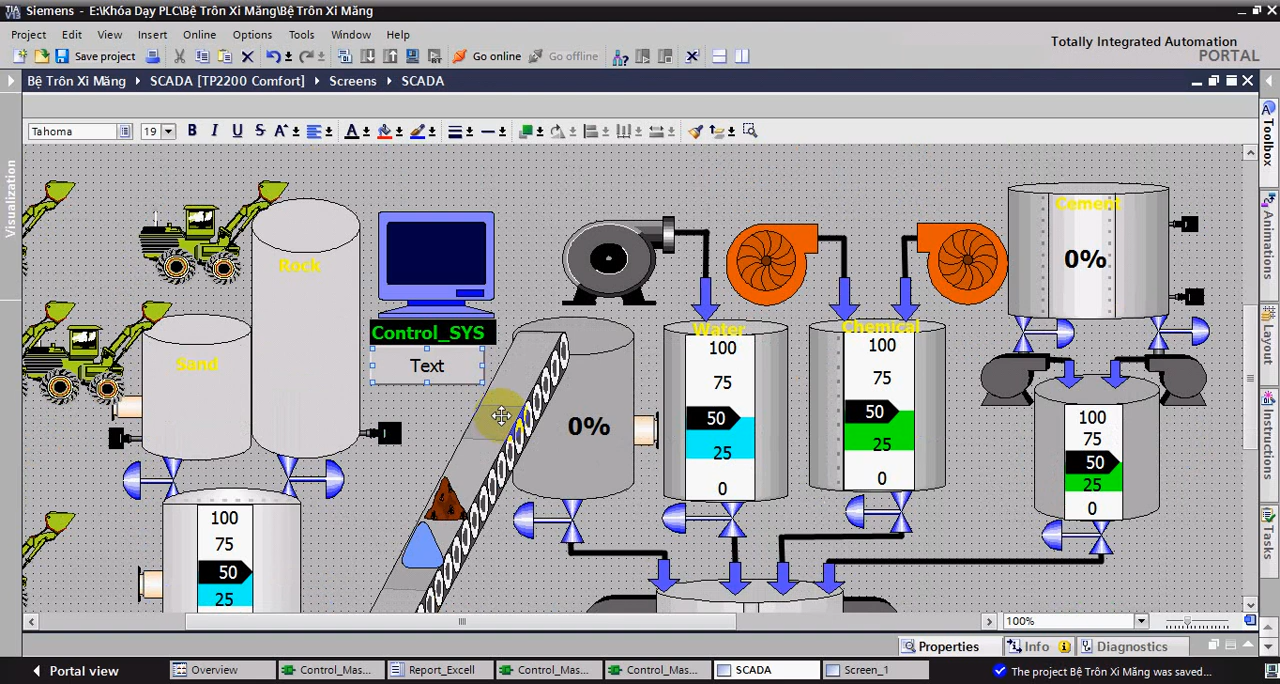 Siemens - E:\Khóa Dạy PLC\Bệ Trôn Xi Măng\Bệ Trôn Xi Măng
Project Edit View Insert Online Options Tools Window Help
Totally Integrated Automation
PORTAL
Save project
Go online
Go offline
Bệ Trôn Xi Măng
SCADA [TP2200 Comfort]
Screens
SCADA
Tahoma
19
Visualization
Toolbox
Animations
Layout
Instructions
Tasks
Rock
Sand
Control_SYS
Text
0%
Water
100
75
50
25
0
Chemical
100
75
50
25
0
Cement
0%
100
75
50
25
0
100
75
50
25
100%
Properties
Info
Diagnostics
Portal view
Overview
Control_Mas...
Report_Excell
Control_Mas...
Control_Mas...
SCADA
Screen_1
The project Bệ Trôn Xi Măng was saved...